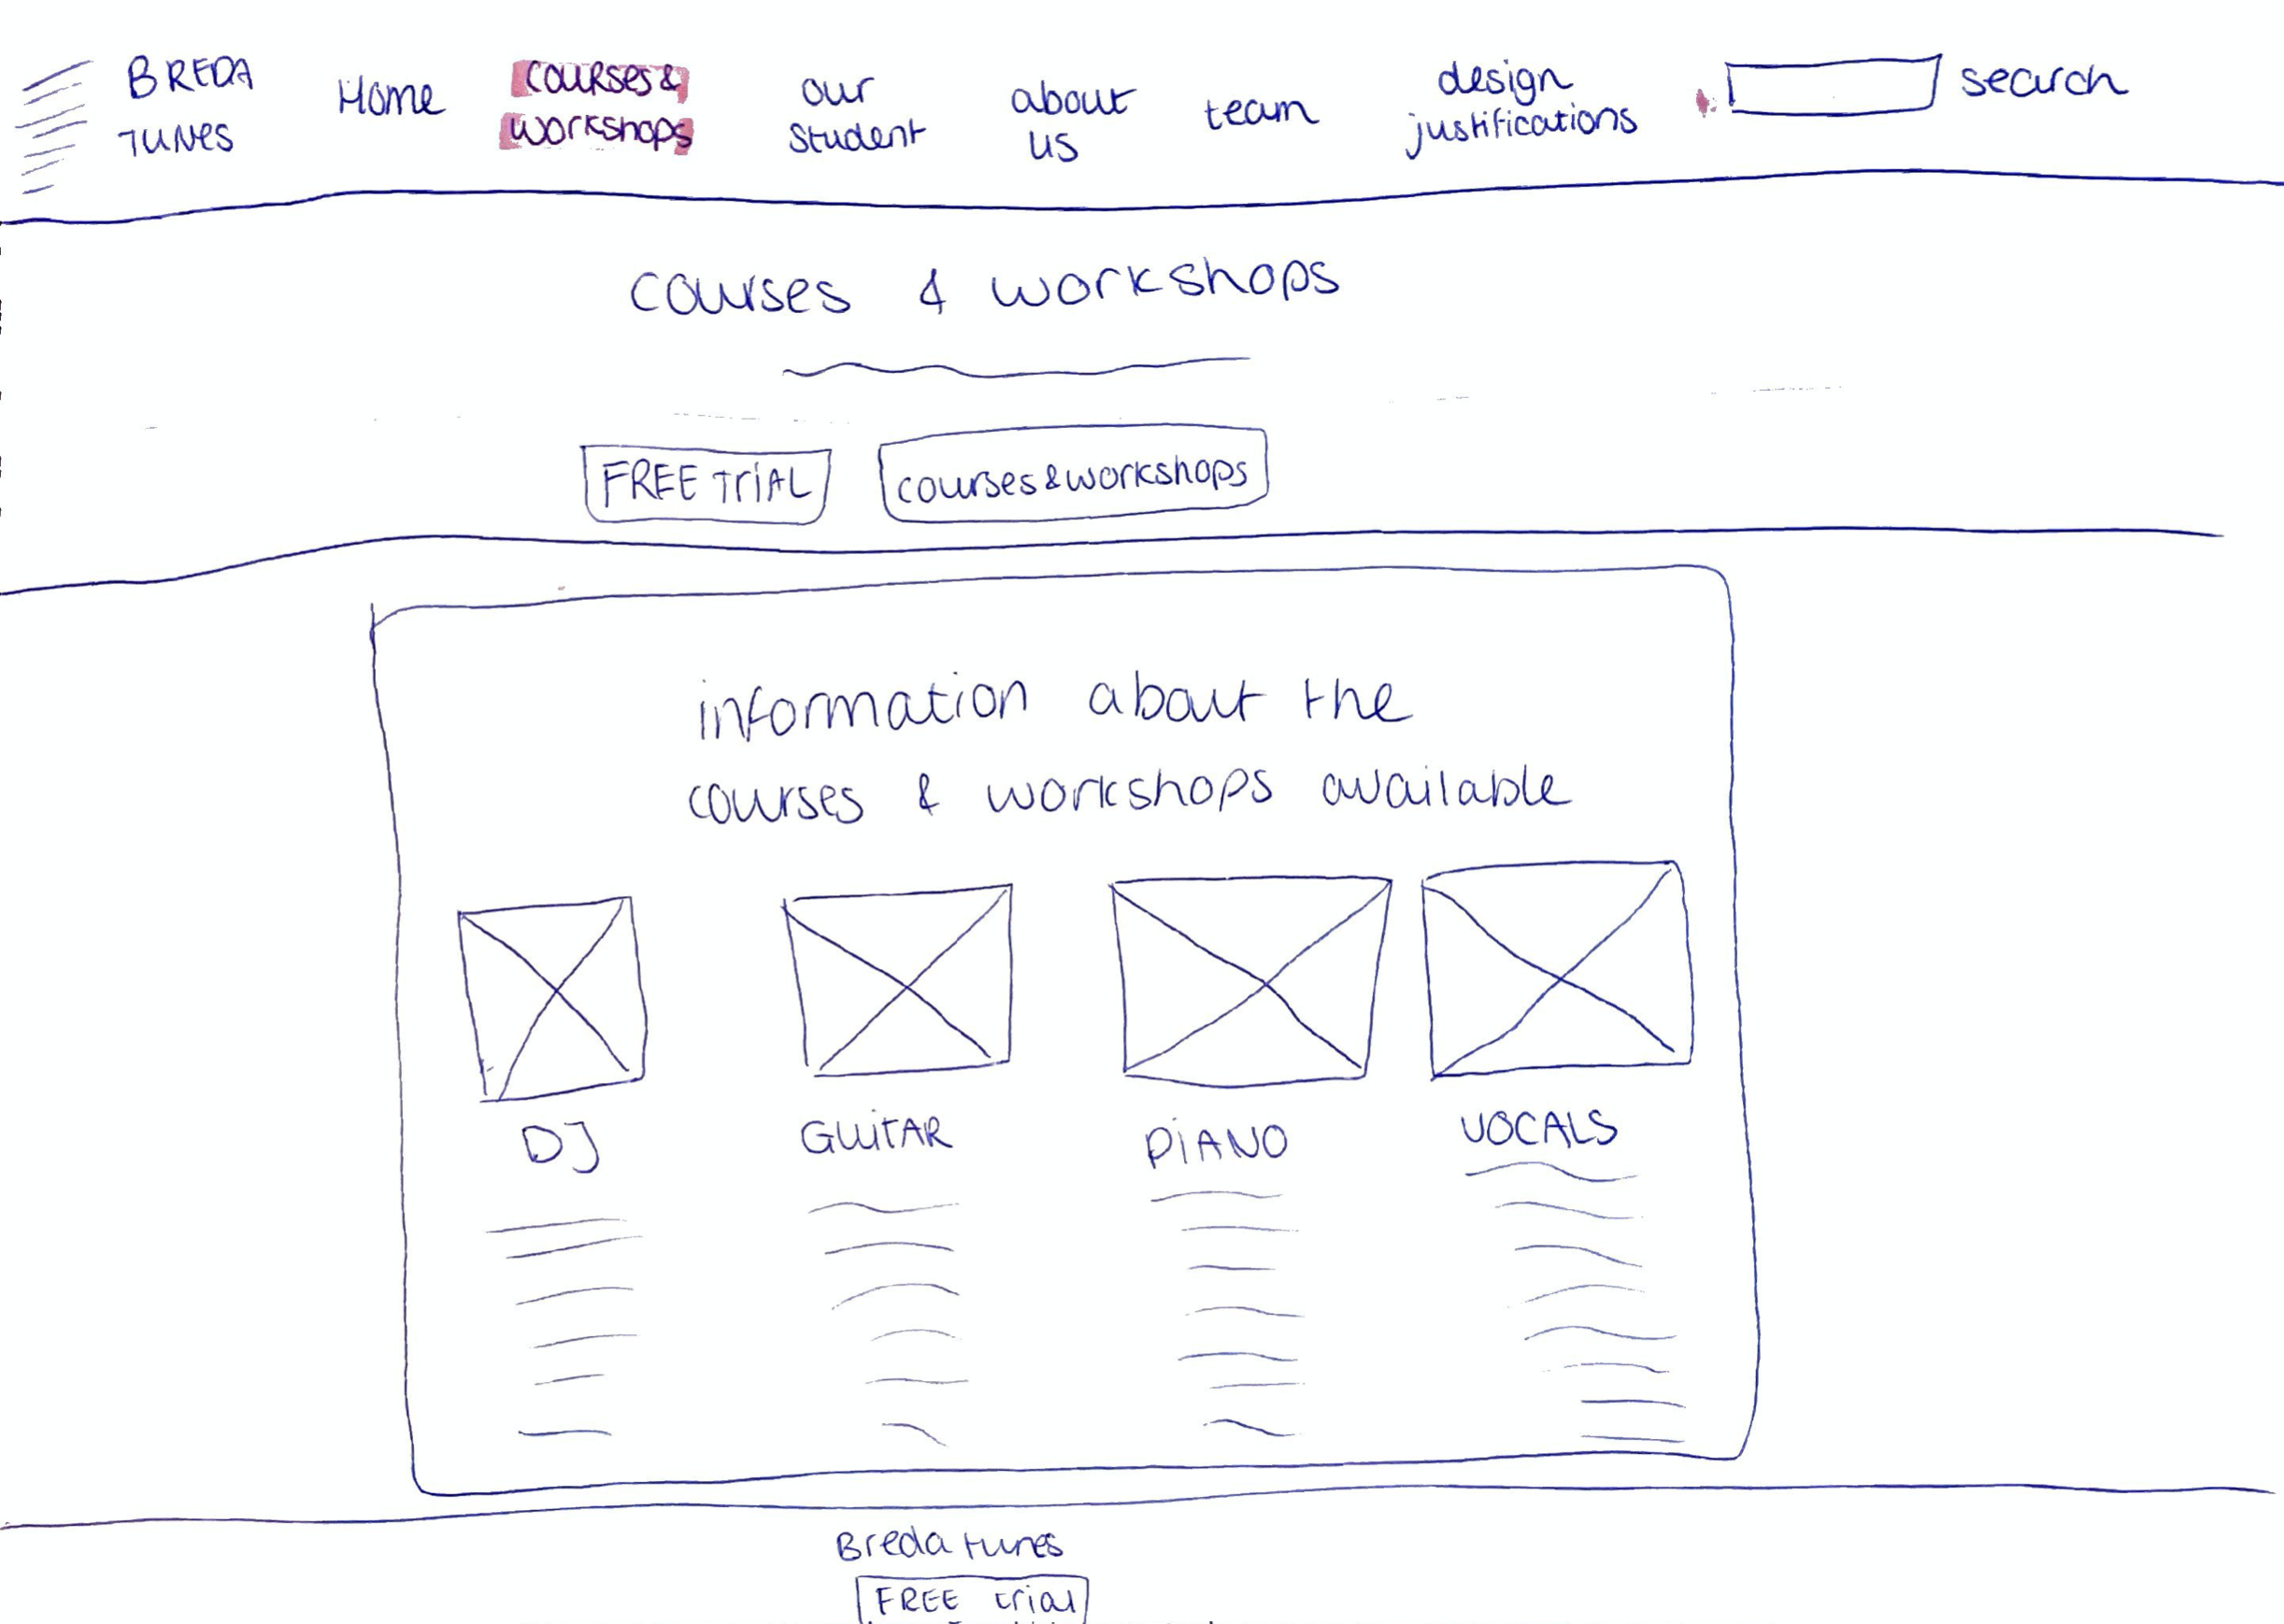 BREDA
TUNES
Home
courses &
workshops
our
student
about
us
team
design
justifications
search
courses & workshops
FREE TRIAL
courses & workshops
information about the
courses & workshops available
DJ
GUITAR
PIANO
VOCALS
Breda tunes
FREE trial